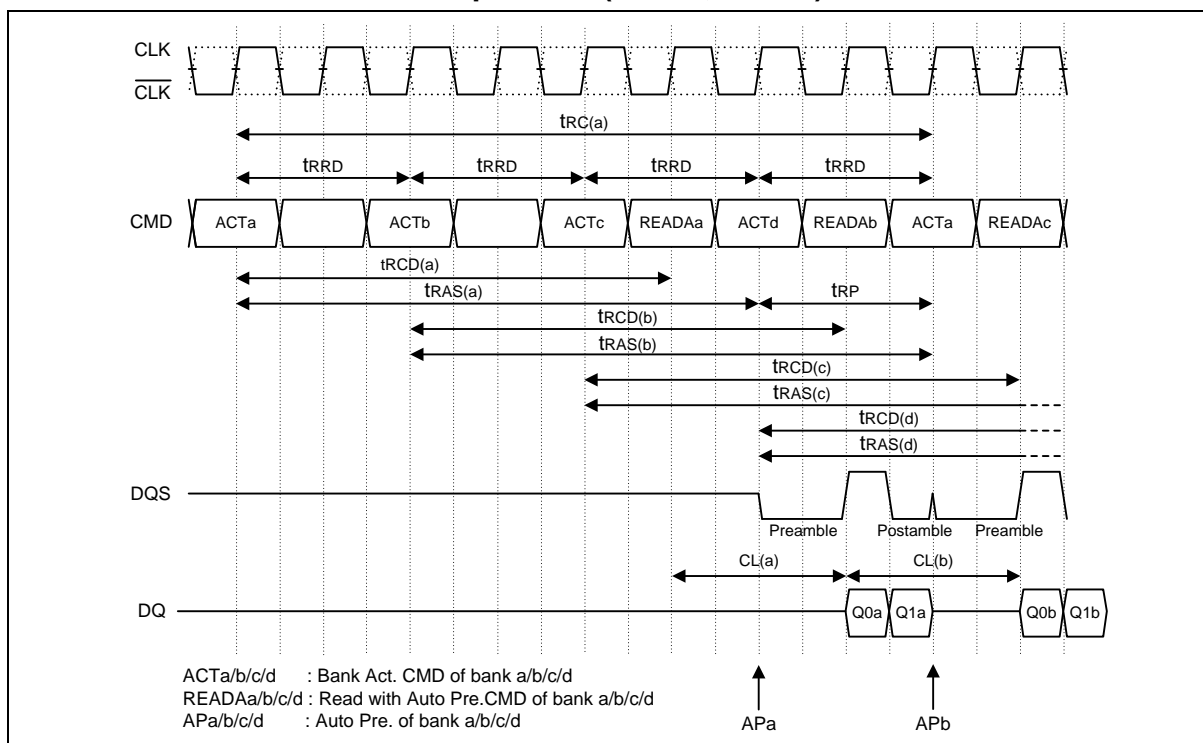 CLK
CLK
tRC(a)
tRRD tRRD tRRD tRRD
CMD ACTa ACTb ACTc READAa ACTd READAb ACTa READAc
tRCD(a)
tRAS(a) tRP
tRCD(b)
tRAS(b)
tRCD(c)
tRAS(c)
tRCD(d)
tRAS(d)
DQS
Preamble Postamble Preamble
CL(a) CL(b)
DQ Q0a Q1a Q0b Q1b
ACTa/b/c/d : Bank Act. CMD of bank a/b/c/d
READAa/b/c/d : Read with Auto Pre.CMD of bank a/b/c/d
APa/b/c/d : Auto Pre. of bank a/b/c/d
APa APb